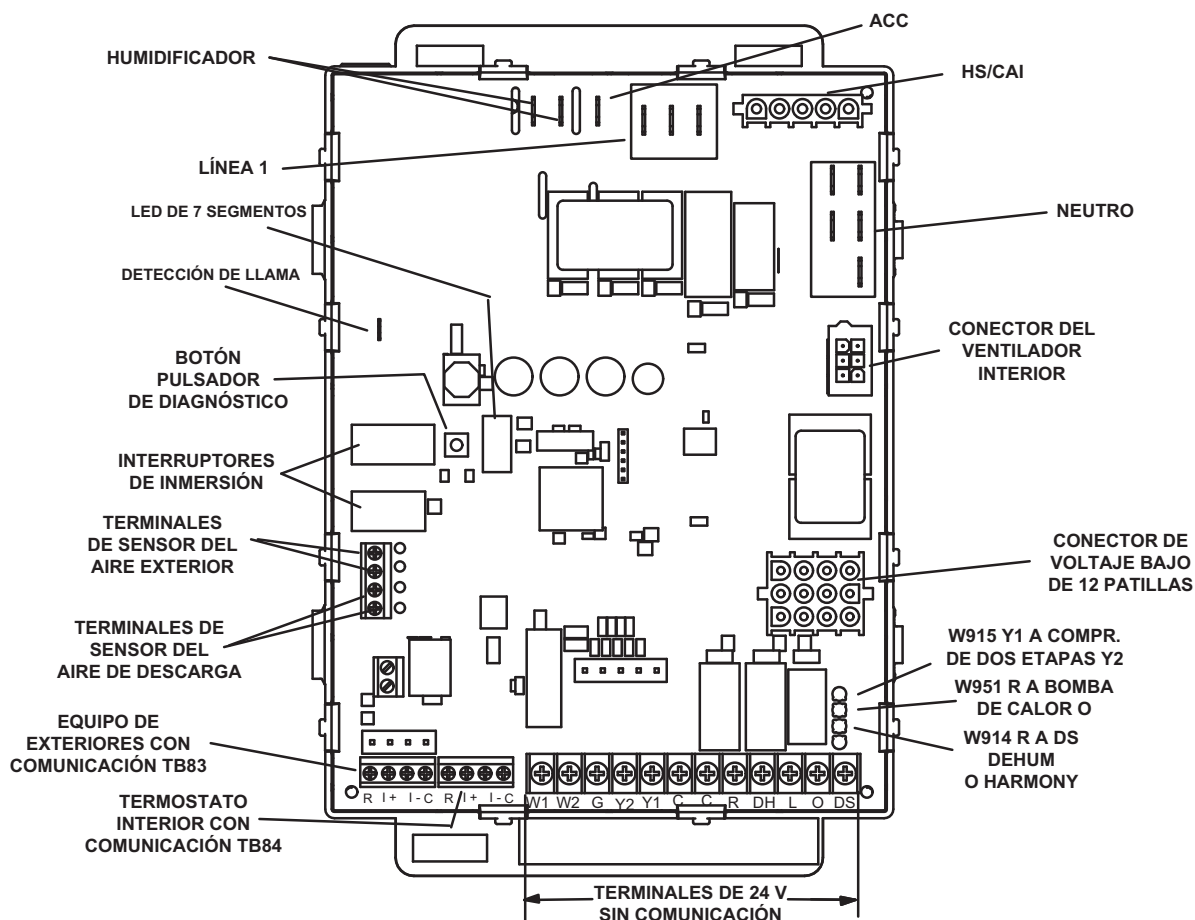 ACC
HUMIDIFICADOR
HS/CAI
LÍNEA 1
LED DE 7 SEGMENTOS
NEUTRO
DETECCIÓN DE LLAMA
CONECTOR DEL
VENTILADOR
INTERIOR
BOTÓN
PULSADOR
DE DIAGNÓSTICO
INTERRUPTORES
DE INMERSIÓN
TERMINALES
DE SENSOR DEL
AIRE EXTERIOR
CONECTOR DE
VOLTAJE BAJO
DE 12 PATILLAS
TERMINALES DE
SENSOR DEL
AIRE DE DESCARGA
W915 Y1 A COMPR.
DE DOS ETAPAS Y2
W951 R A BOMBA
DE CALOR O
W914 R A DS
DEHUM
O HARMONY
EQUIPO DE
EXTERIORES CON
COMUNICACIÓN TB83
R I+ I- C R I+ I- C
W1 W2 G Y2 Y1 C C R DH L O DS
TERMOSTATO
INTERIOR CON
COMUNICACIÓN TB84
TERMINALES DE 24 V
SIN COMUNICACIÓN